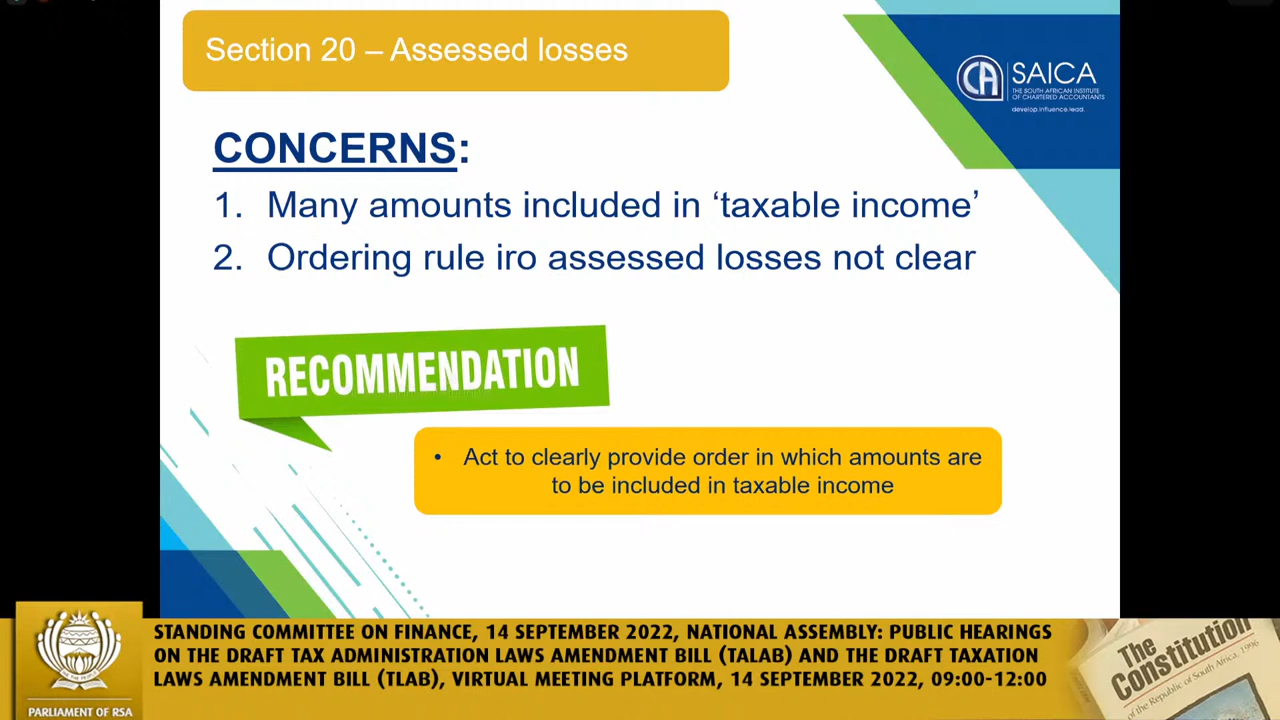 Section 20 – Assessed losses
SAICA
THE SOUTH AFRICAN INSTITUTE
OF CHARTERED ACCOUNTANTS
develop.influence.lead.
CONCERNS:
1. Many amounts included in ‘taxable income’
2. Ordering rule iro assessed losses not clear
RECOMMENDATION
• Act to clearly provide order in which amounts are
to be included in taxable income
STANDING COMMITTEE ON FINANCE, 14 SEPTEMBER 2022, NATIONAL ASSEMBLY: PUBLIC HEARINGS
ON THE DRAFT TAX ADMINISTRATION LAWS AMENDMENT BILL (TALAB) AND THE DRAFT TAXATION
LAWS AMENDMENT BILL (TLAB), VIRTUAL MEETING PLATFORM, 14 SEPTEMBER 2022, 09:00-12:00
PARLIAMENT OF RSA
The
Constitution
of the Republic of South Africa, 1996